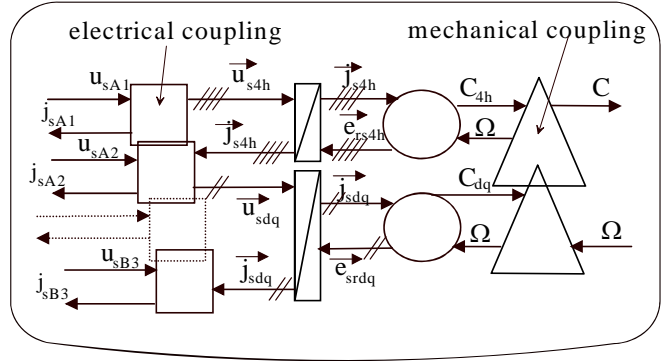 electrical coupling
mechanical coupling
u_sA1
u_s4h
j_s4h
C_4h
C
j_sA1
u_sA2
j_s4h
e_rs4h
Ω
j_sA2
u_sdq
j_sdq
C_dq
u_sB3
j_sdq
e_srdq
Ω
Ω
j_sB3